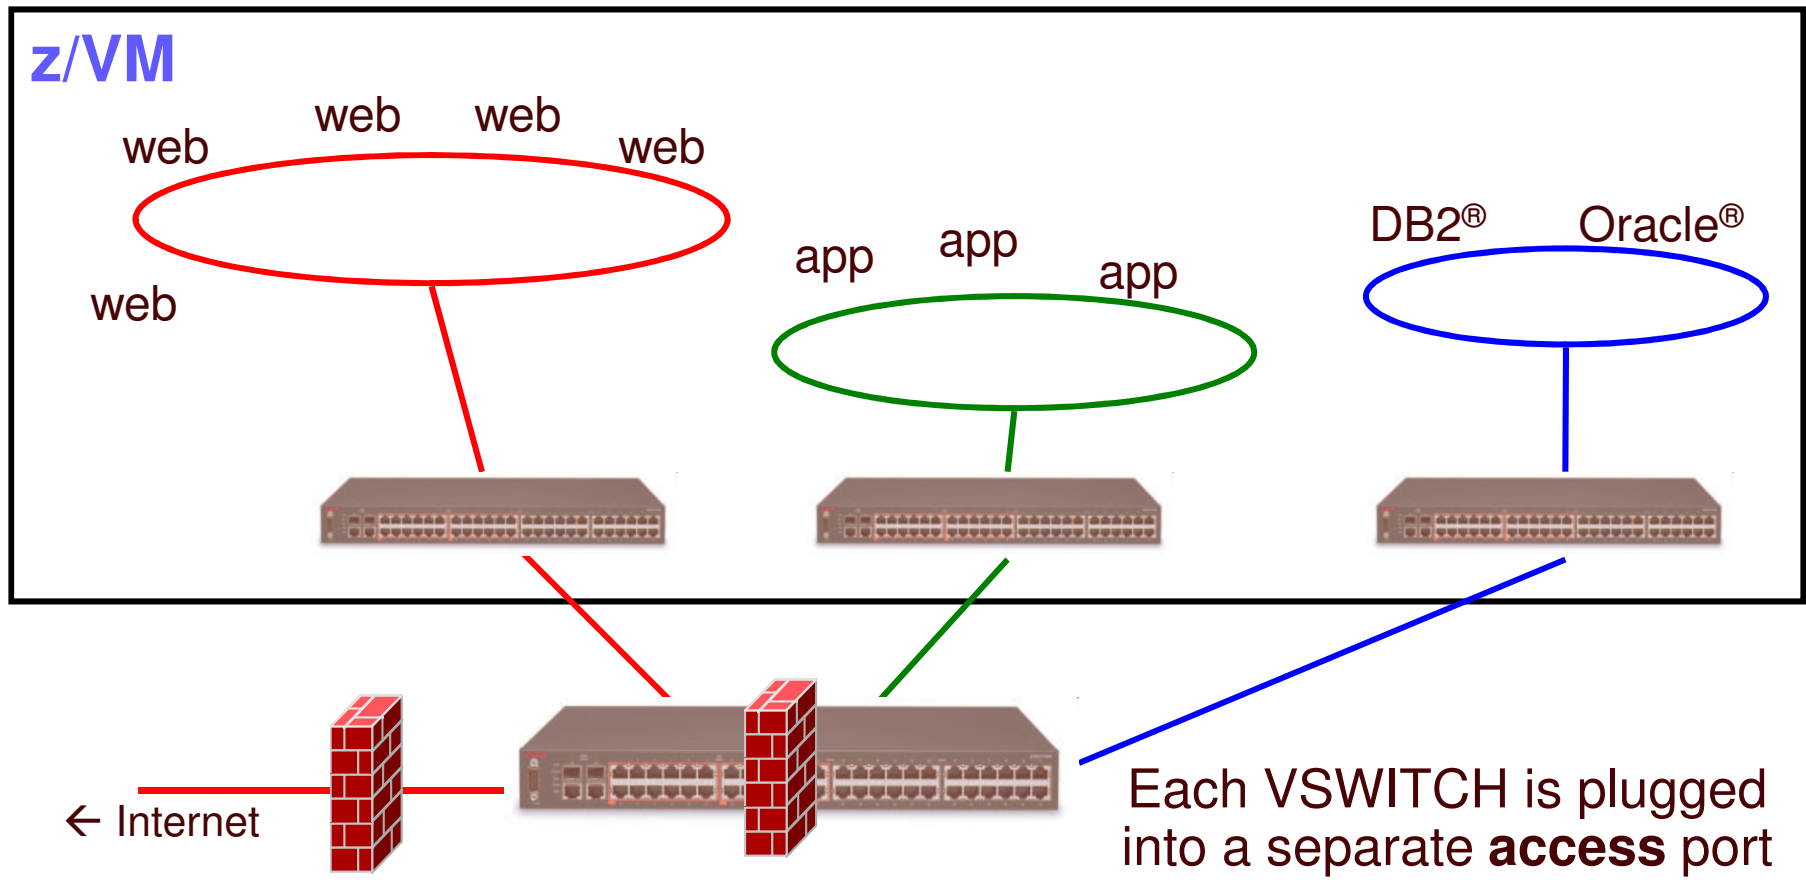 z/VM
web
web
web
web
web
app
app
app
DB2®
Oracle®
← Internet
Each VSWITCH is plugged
into a separate access port